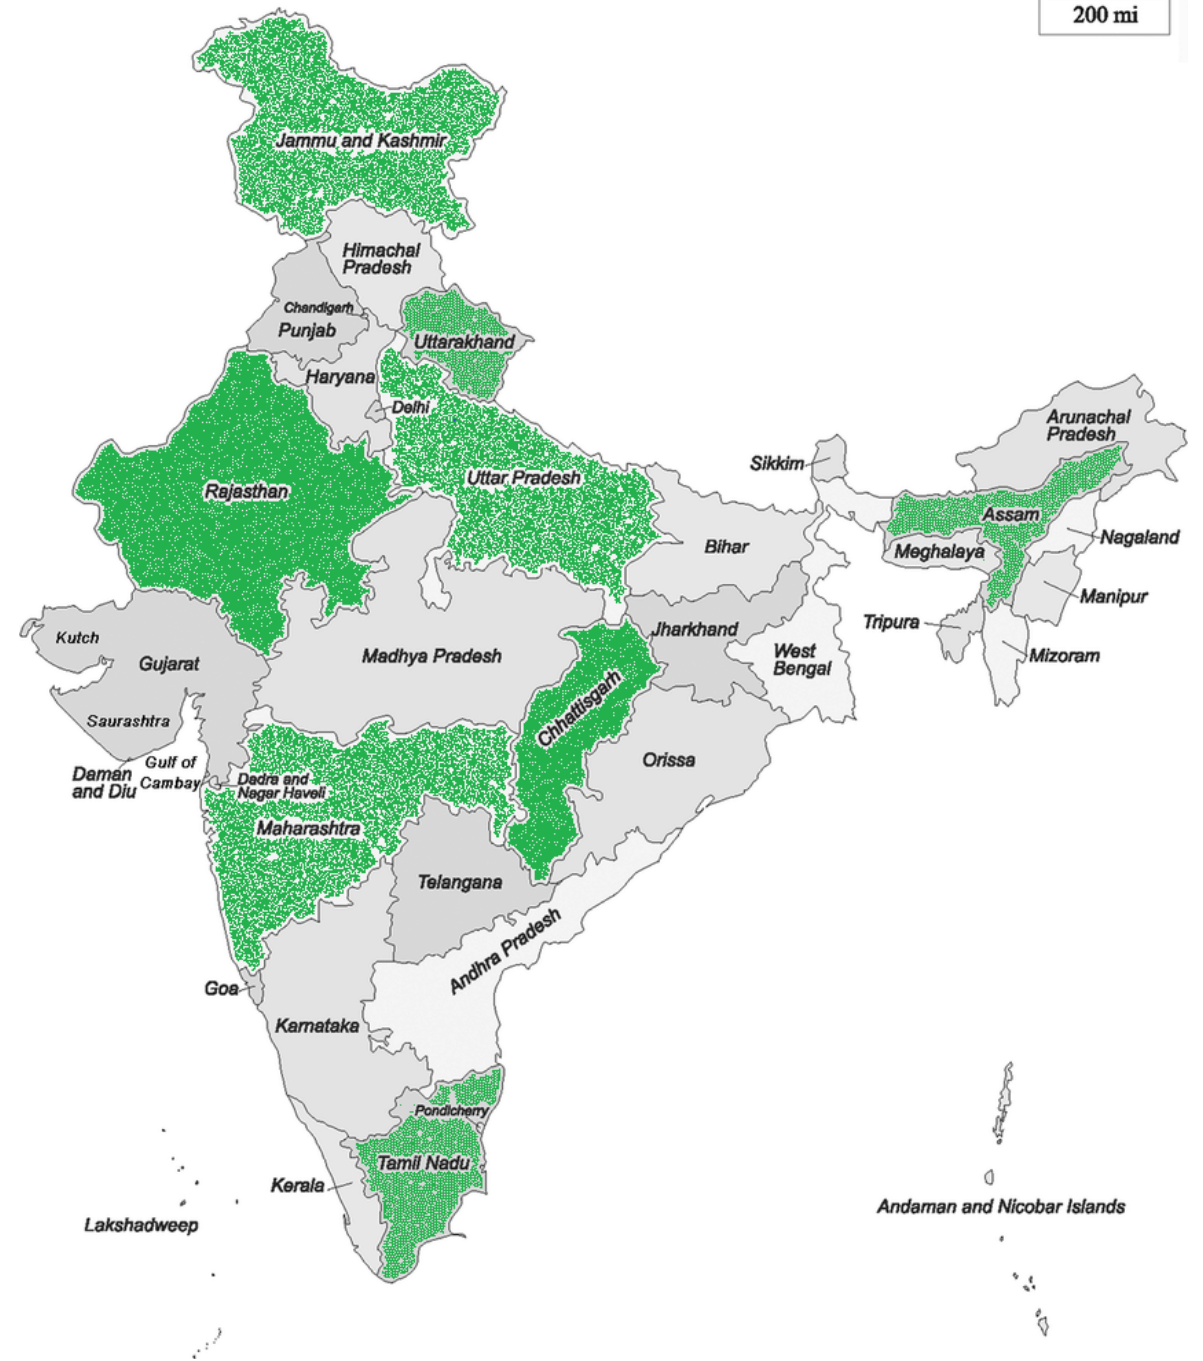 200 mi
Jammu and Kashmir
Himachal
Pradesh
Chandigarh
Punjab
Uttarakhand
Haryana
Delhi
Arunachal
Pradesh
Sikkim
Rajasthan
Uttar Pradesh
Assam
Nagaland
Bihar
Meghalaya
Manipur
Tripura
Jharkhand
Kutch
Gujarat
Madhya Pradesh
West
Bengal
Mizoram
Chhattisgarh
Saurashtra
Orissa
Gulf of
Cambay
Daman
and Diu
Dadra and
Nagar Haveli
Maharashtra
Telangana
Andhra Pradesh
Goa
Karnataka
Pondicherry
Tamil Nadu
Kerala
Lakshadweep
Andaman and Nicobar Islands